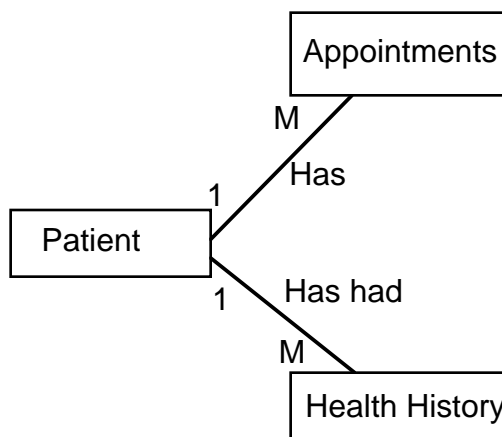 Appointments
M
Has
1
Patient
Has had
1
M
Health History